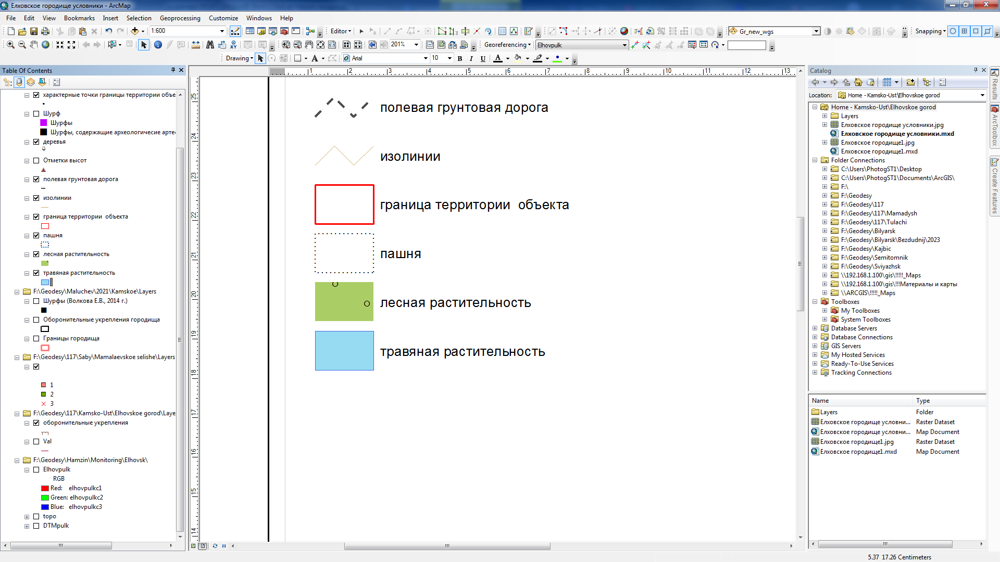 Елховское городище условники - ArcMap
File Edit View Bookmarks Insert Selection Geoprocessing Customize Windows Help
1:600 Editor Gr_new_wgs Snapping
201% Georeferencing Elhovpulk
Drawing A Arial 10 B I U A
Table Of Contents
характерные точки границы территории объе
Шурф
Шурфы
Шурфы, содержащие археологичесие арте
деревья
Отметки высот
полевая грунтовая дорога
изолинии
граница территории объекта
пашня
лесная растительность
травяная растительность
F:\Geodesy\Maluchev\2021\Kamskoe\Layers
Шурфы (Волкова Е.В., 2014 г.)
Оборонительные укрепления городища
Границы городища
F:\Geodesy\117\Saby\Mamalaevskoe selishe\Layers
1
2
3
F:\Geodesy\117\Kamsko-Ust\Elhovskoe gorod\Laye
оборонительные укрепления
Val
F:\Geodesy\Hamzin\Monitoring\Elhovsk\
Elhovpulk
RGB
Red: elhovpulkc1
Green: elhovpulkc2
Blue: elhovpulkc3
topo
DTMpulk
1 2 3 4 5 6 7 8 9 10 11 12 13
25
24
23
22
21
20
19
18
17
16
15
14
полевая грунтовая дорога
изолинии
граница территории объекта
пашня
лесная растительность
травяная растительность
Catalog
Location: Home - Kamsko-Ust\Elhovskoe gorod
Home - Kamsko-Ust\Elhovskoe gorod
Layers
Елховское городище условники.jpg
Елховское городище условники.mxd
Елховское городище1.jpg
Елховское городище1.mxd
Folder Connections
C:\Users\PhotogST1\Desktop
C:\Users\PhotogST1\Documents\ArcGIS\
F:\
F:\Geodesy
F:\Geodesy\117
F:\Geodesy\117\Mamadysh
F:\Geodesy\117\Tulachi
F:\Geodesy\Bilyarsk
F:\Geodesy\Bilyarsk\Bezdudnij\2023
F:\Geodesy\Kajbic
F:\Geodesy\Semitomnik
F:\Geodesy\Sviyazhsk
\\192.168.1.100\gis\!!!!!_Maps
\\192.168.1.100\gis\!!!Материалы и карты
\\ARCGIS\!!!!!_Maps
Toolboxes
My Toolboxes
System Toolboxes
Database Servers
Database Connections
GIS Servers
My Hosted Services
Ready-To-Use Services
Tracking Connections
Name Type
Layers Folder
Елховское городище условни... Raster Dataset
Елховское городище условни... Map Document
Елховское городище1.jpg Raster Dataset
Елховское городище1.mxd Map Document
Results
ArcToolbox
Create Features
5.37 17.26 Centimeters